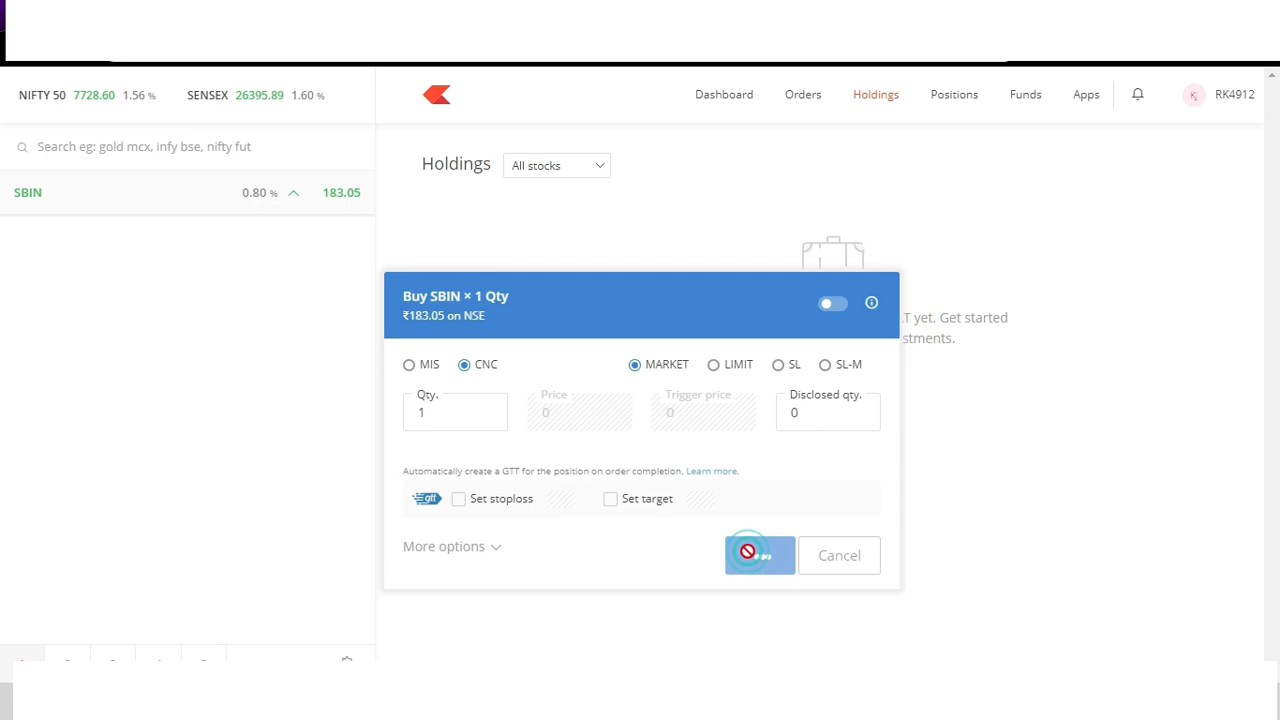 NIFTY 50 7728.60 1.56 % SENSEX 26395.89 1.60 %
Dashboard Orders Holdings Positions Funds Apps RK4912
Search eg: gold mcx, infy bse, nifty fut
Holdings All stocks
SBIN 0.80 % 183.05
Buy SBIN × 1 Qty
₹183.05 on NSE
T yet. Get started
stments.
MIS CNC MARKET LIMIT SL SL-M
Qty. Price Trigger price Disclosed qty.
1 0 0 0
Automatically create a GTT for the position on order completion. Learn more.
gtt Set stoploss Set target
More options Cancel